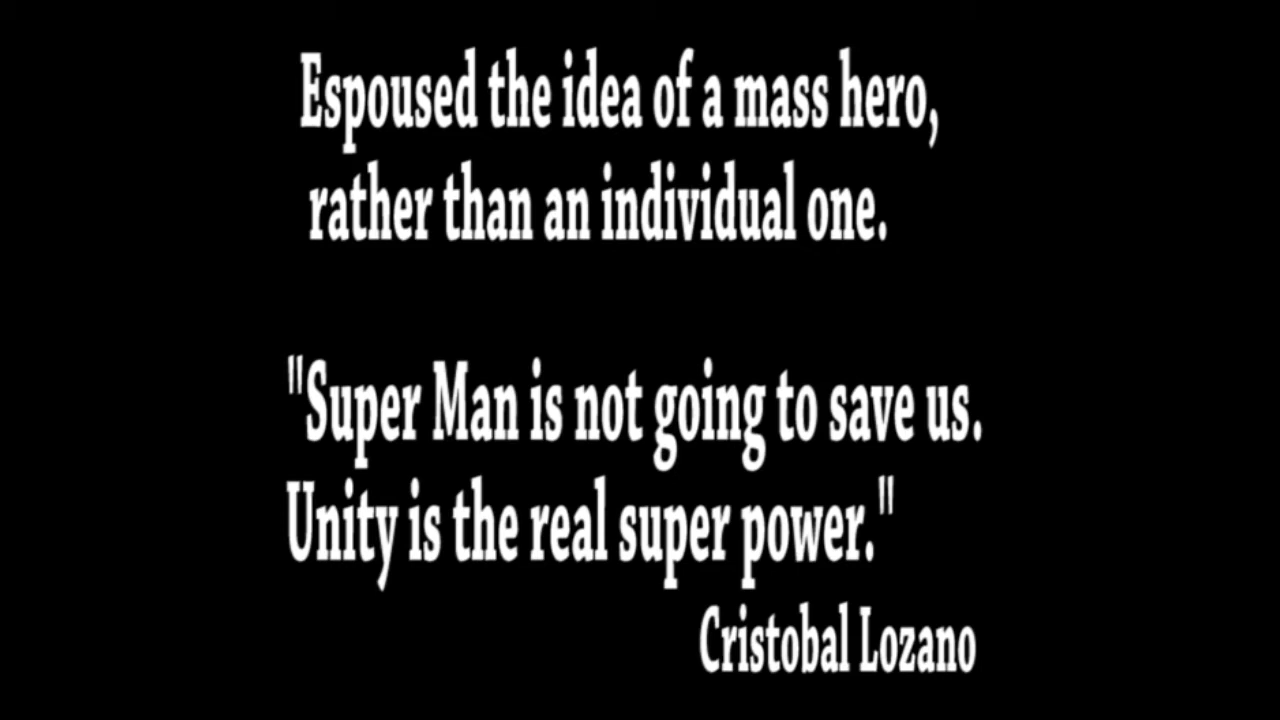 Espoused the idea of a mass hero,
rather than an individual one.
"Super Man is not going to save us.
Unity is the real super power."
Cristobal Lozano